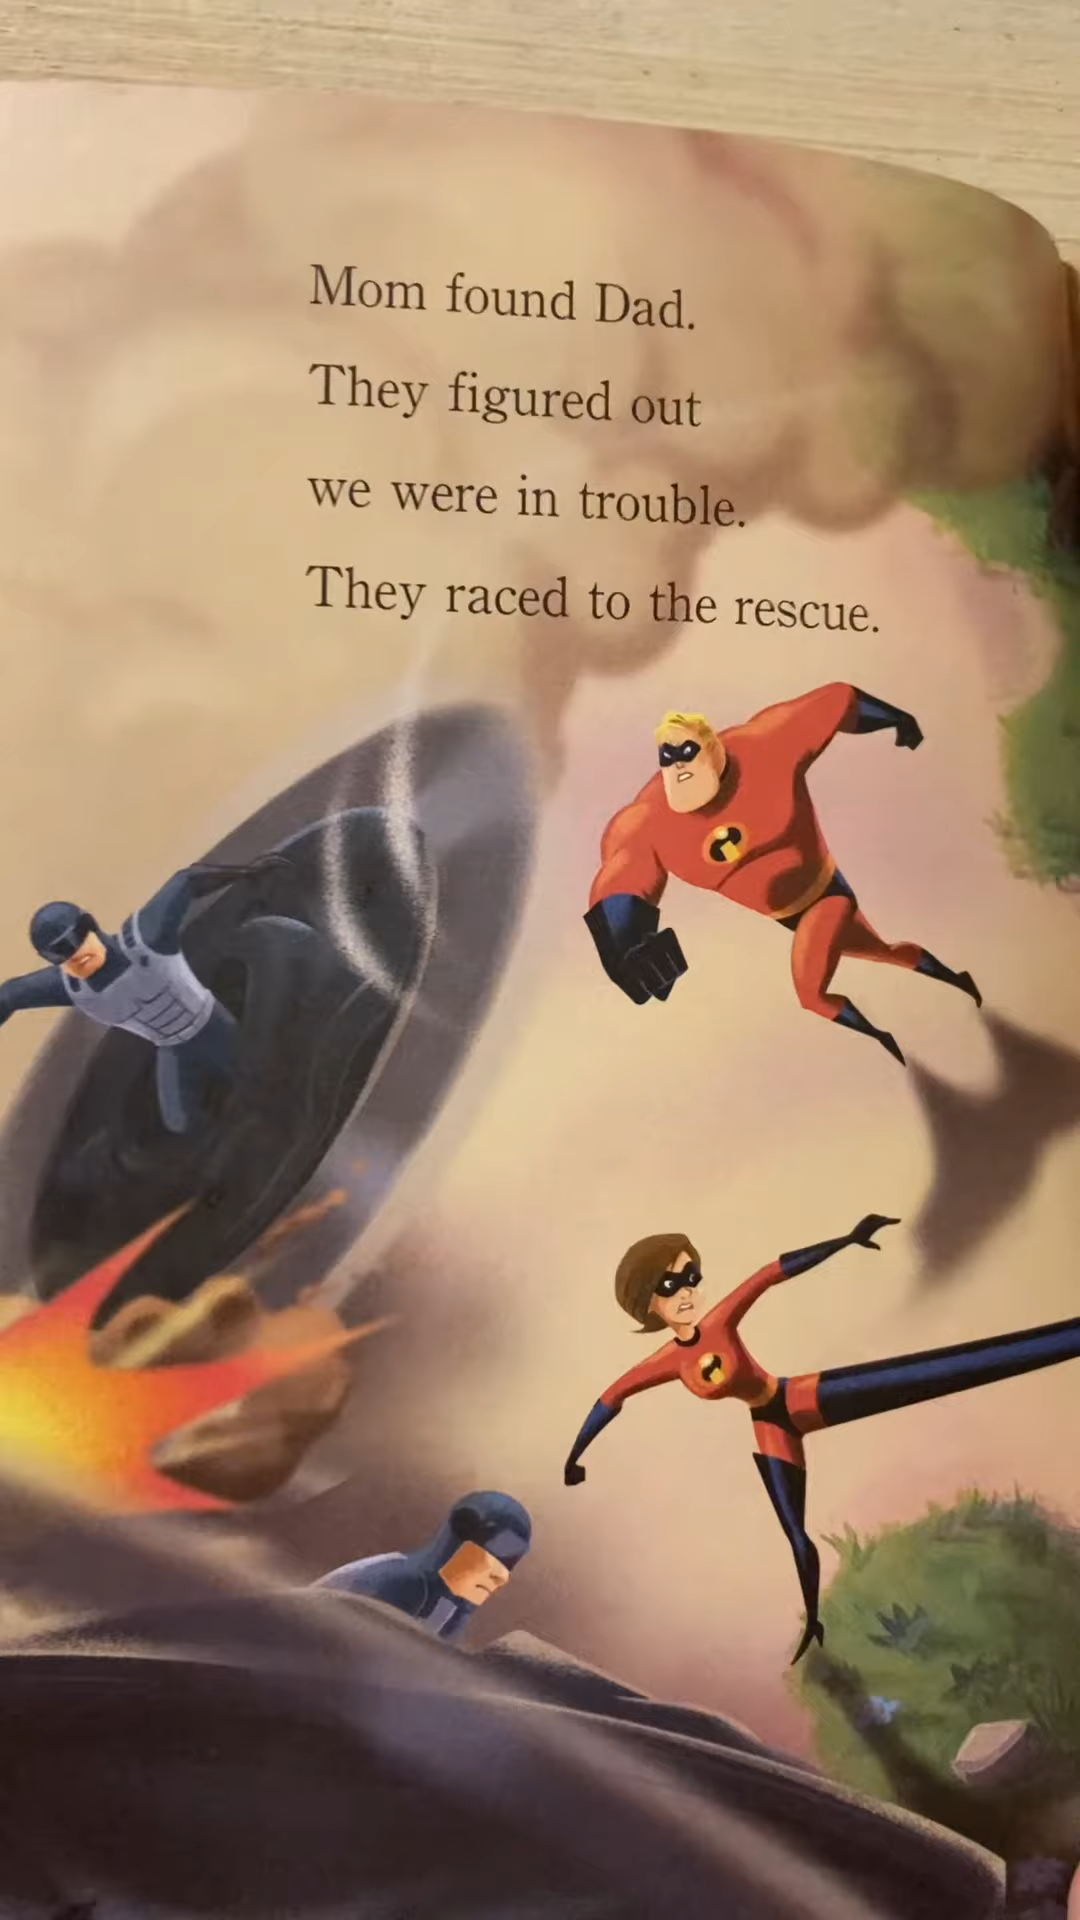 Mom found Dad.
They figured out
we were in trouble.
They raced to the rescue.